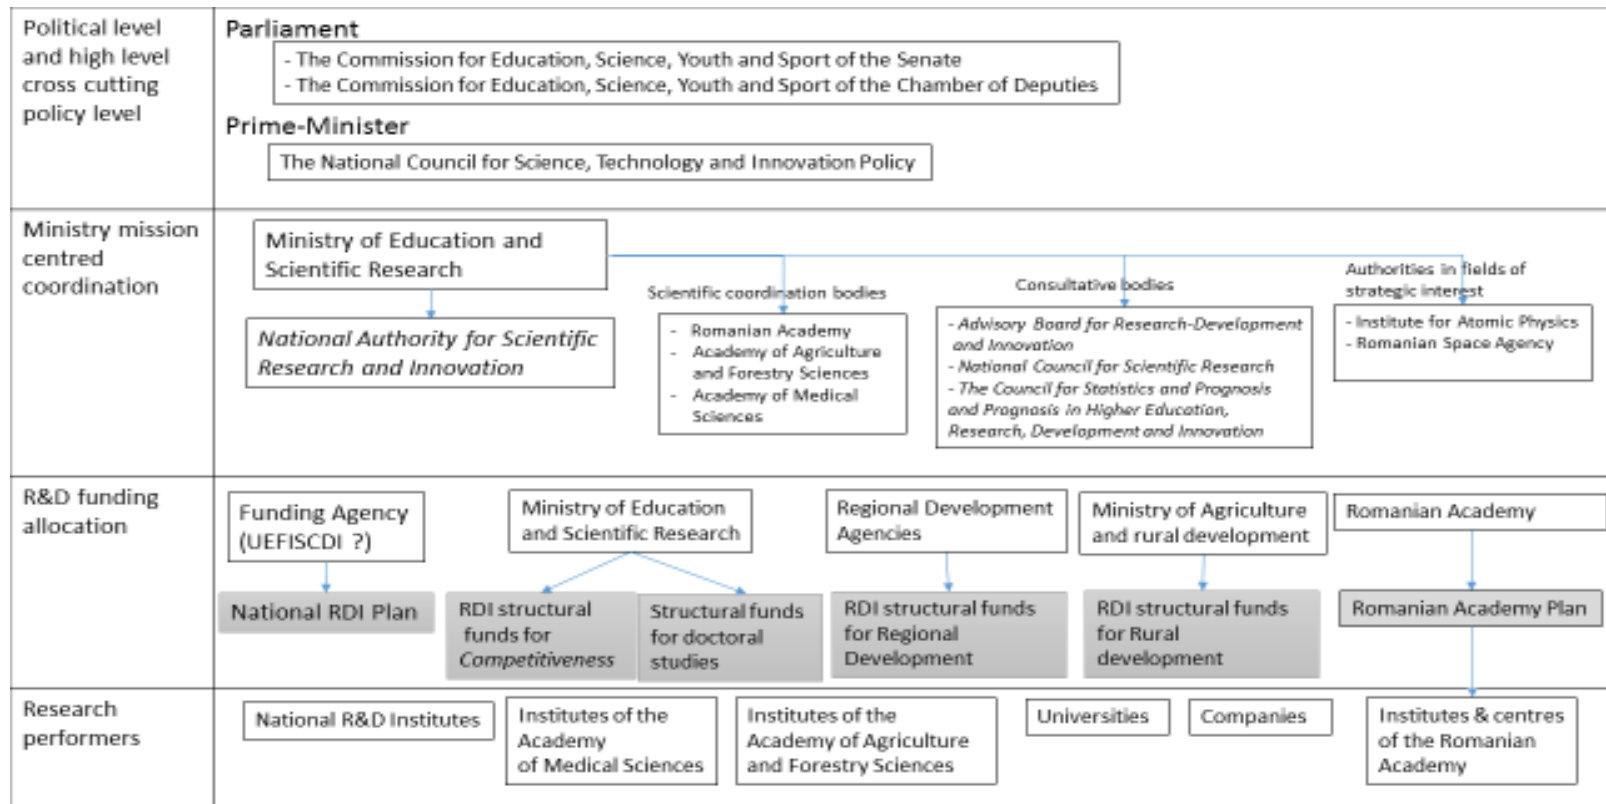 Political level
and high level
cross cutting
policy level
Parliament
- The Commission for Education, Science, Youth and Sport of the Senate
- The Commission for Education, Science, Youth and Sport of the Chamber of Deputies
Prime-Minister
The National Council for Science, Technology and Innovation Policy
Ministry mission
centred
coordination
Ministry of Education and
Scientific Research
National Authority for Scientific
Research and Innovation
Scientific coordination bodies
- Romanian Academy
- Academy of Agriculture
and Forestry Sciences
- Academy of Medical
Sciences
Consultative bodies
- Advisory Board for Research-Development
and Innovation
- National Council for Scientific Research
- The Council for Statistics and Prognosis
and Prognosis in Higher Education,
Research, Development and Innovation
Authorities in fields of
strategic interest
- Institute for Atomic Physics
- Romanian Space Agency
R&D funding
allocation
Funding Agency
(UEFISCDI ?)
Ministry of Education
and Scientific Research
Regional Development
Agencies
Ministry of Agriculture
and rural development
Romanian Academy
National RDI Plan
RDI structural
funds for
Competitiveness
Structural funds
for doctoral
studies
RDI structural funds
for Regional
Development
RDI structural funds
for Rural
development
Romanian Academy Plan
Research
performers
National R&D Institutes
Institutes of the
Academy
of Medical Sciences
Institutes of the
Academy of Agriculture
and Forestry Sciences
Universities
Companies
Institutes & centres
of the Romanian
Academy